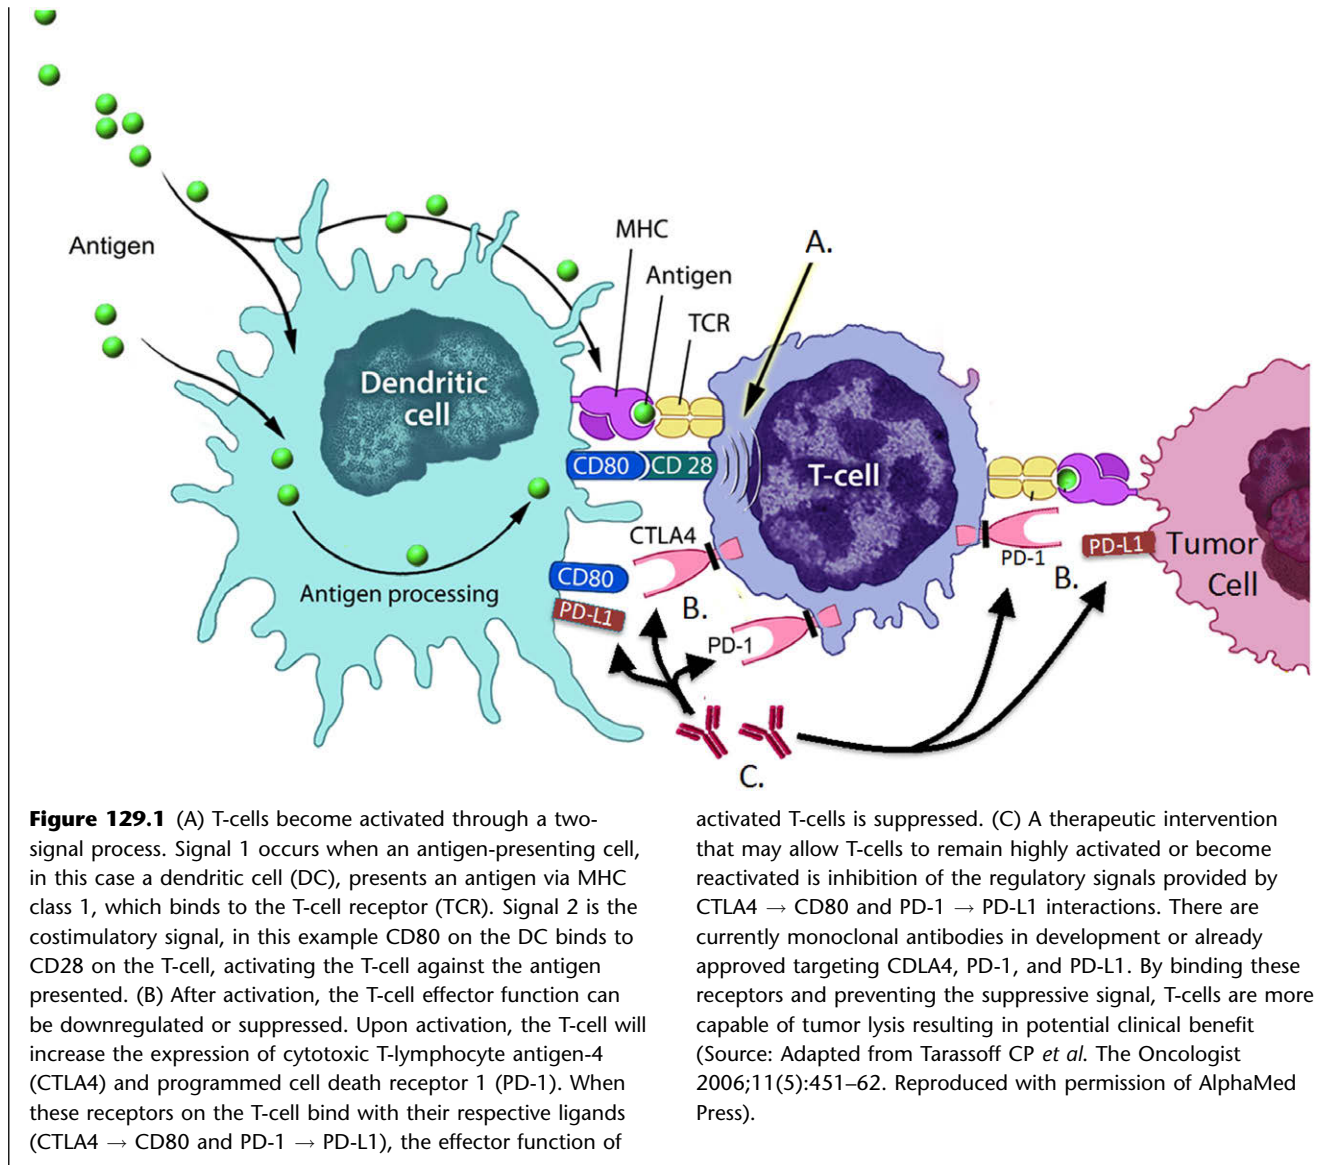 Antigen
MHC
Antigen
TCR
A.
Dendritic
cell
CD80
CD 28
T-cell
Antigen processing
CTLA4
CD80
PD-L1
B.
PD-1
PD-1
PD-L1
B.
Tumor
Cell
C.
Figure 129.1 (A) T-cells become activated through a two-
signal process. Signal 1 occurs when an antigen-presenting cell,
in this case a dendritic cell (DC), presents an antigen via MHC
class 1, which binds to the T-cell receptor (TCR). Signal 2 is the
costimulatory signal, in this example CD80 on the DC binds to
CD28 on the T-cell, activating the T-cell against the antigen
presented. (B) After activation, the T-cell effector function can
be downregulated or suppressed. Upon activation, the T-cell will
increase the expression of cytotoxic T-lymphocyte antigen-4
(CTLA4) and programmed cell death receptor 1 (PD-1). When
these receptors on the T-cell bind with their respective ligands
(CTLA4 → CD80 and PD-1 → PD-L1), the effector function of
activated T-cells is suppressed. (C) A therapeutic intervention
that may allow T-cells to remain highly activated or become
reactivated is inhibition of the regulatory signals provided by
CTLA4 → CD80 and PD-1 → PD-L1 interactions. There are
currently monoclonal antibodies in development or already
approved targeting CDLA4, PD-1, and PD-L1. By binding these
receptors and preventing the suppressive signal, T-cells are more
capable of tumor lysis resulting in potential clinical benefit
(Source: Adapted from Tarassoff CP et al. The Oncologist
2006;11(5):451–62. Reproduced with permission of AlphaMed
Press).